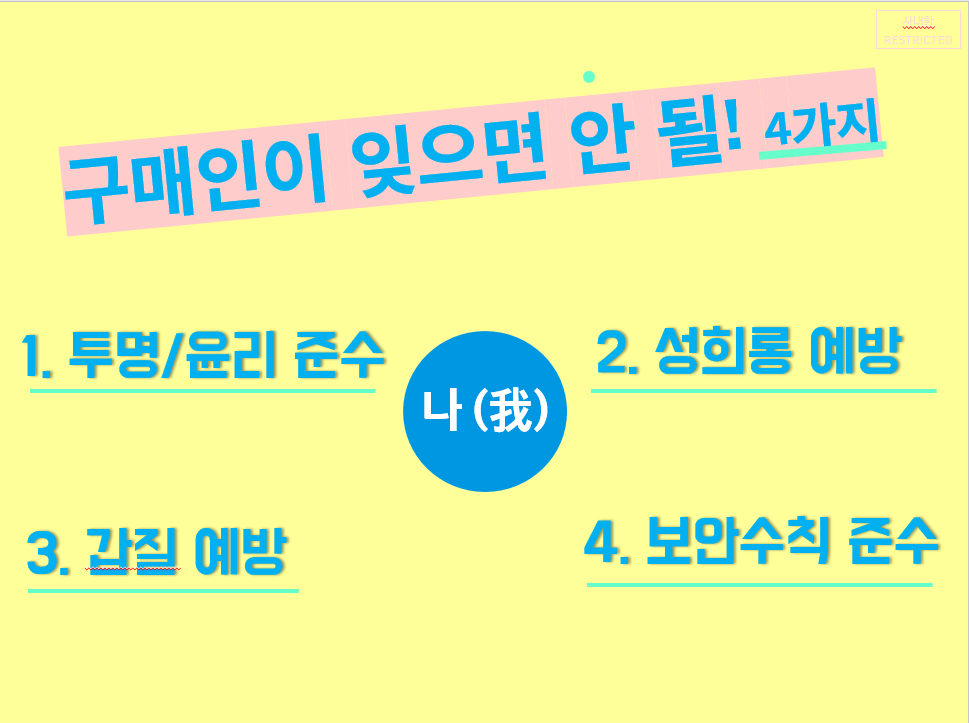 RESTRICTED
구매인이 잊으면 안 될! 4가지
1. 투명/윤리 준수
2. 성희롱 예방
나 (我)
3. 갑질 예방
4. 보안수칙 준수